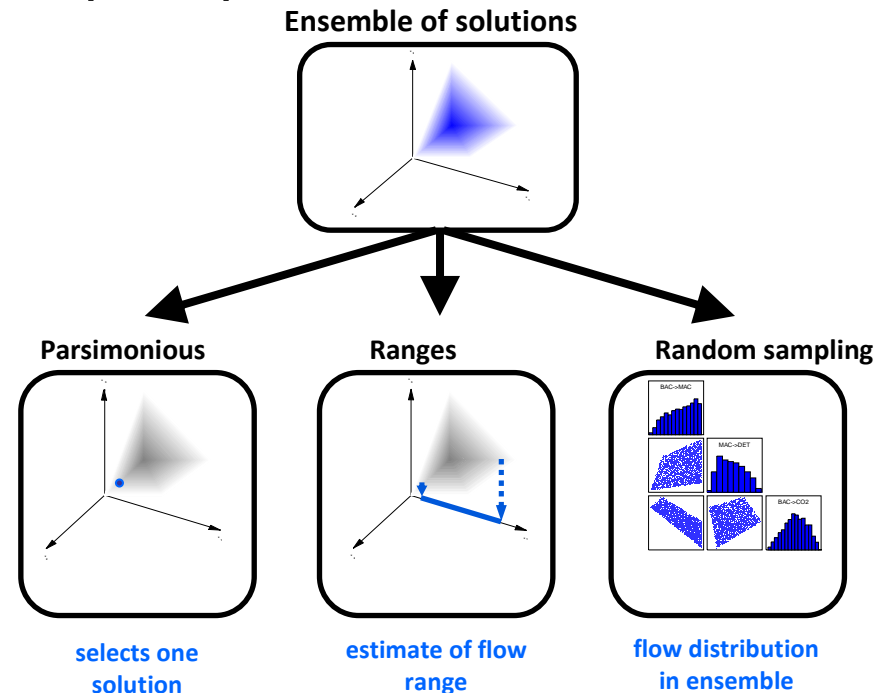 Ensemble of solutions
Parsimonious
Ranges
Random sampling
BAC->MAC
MAC->DET
BAC->CO2
selects one
solution
estimate of flow
range
flow distribution
in ensemble